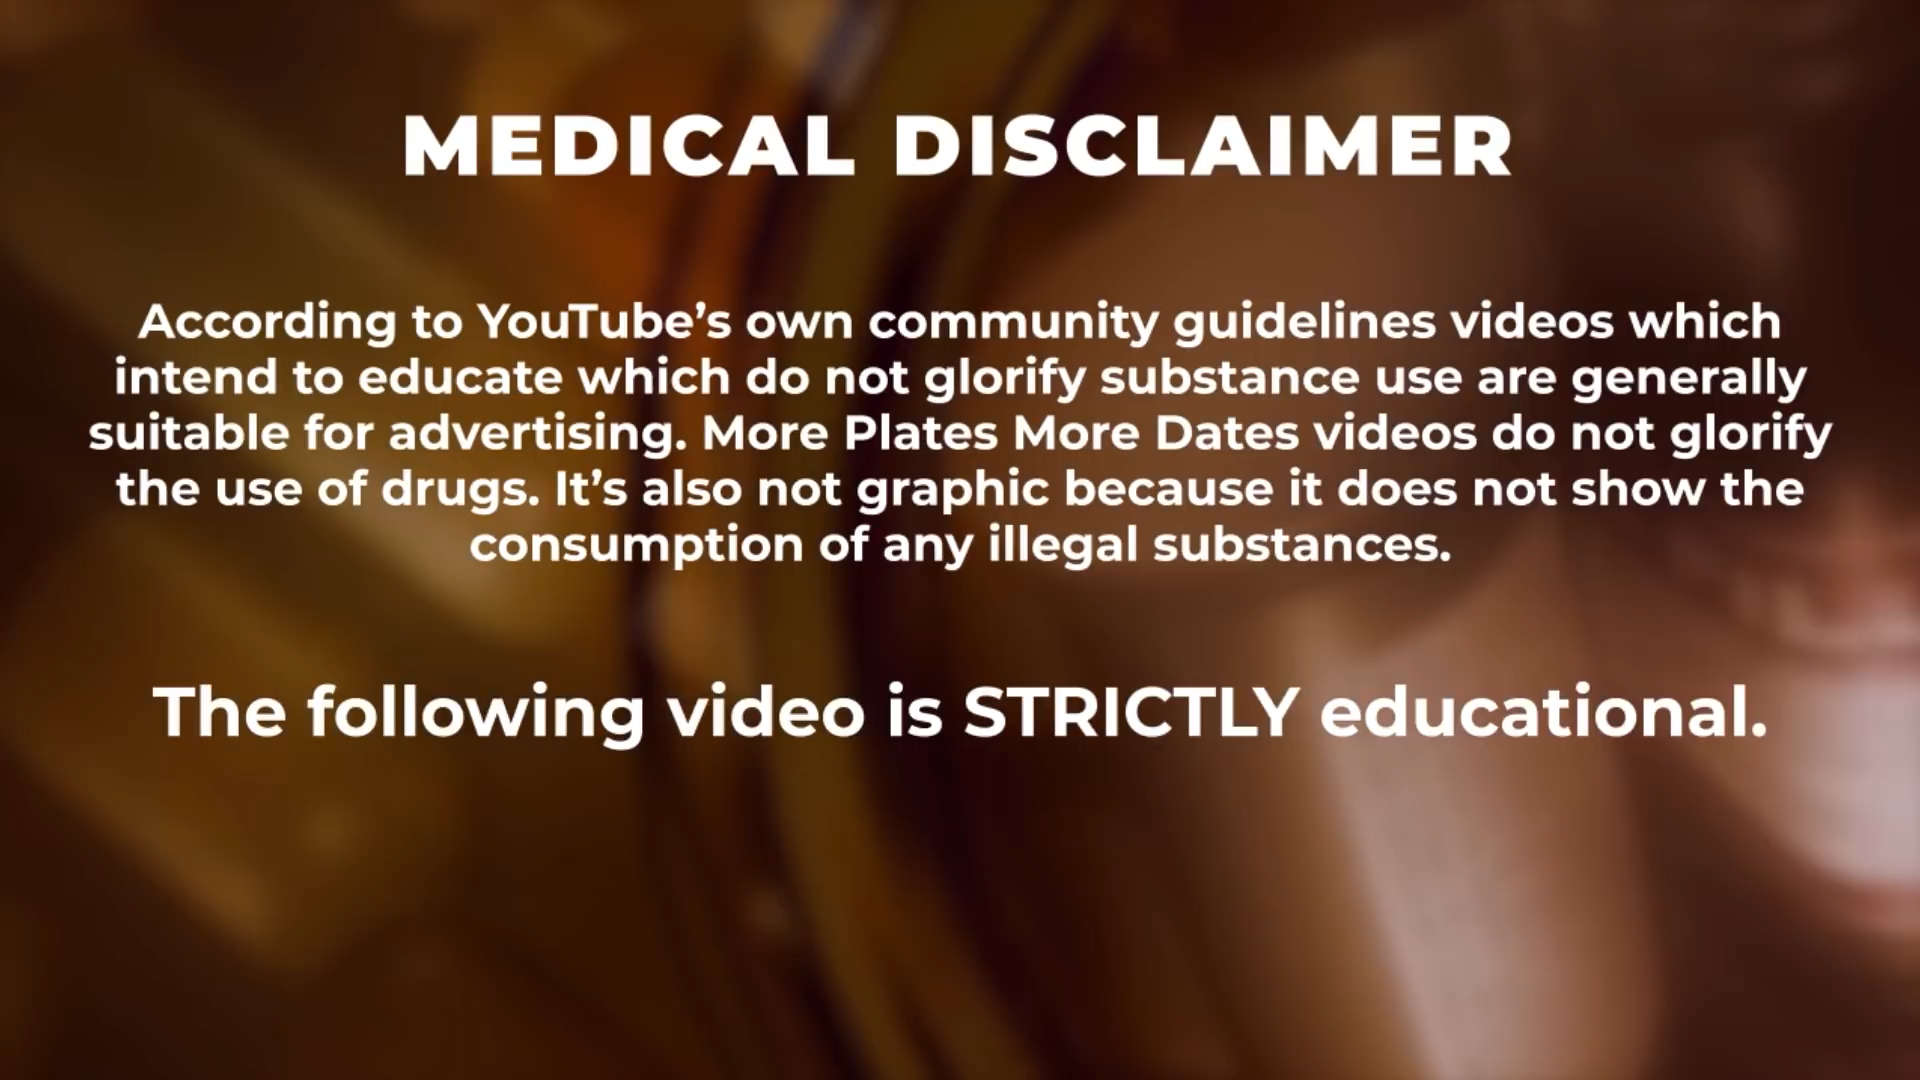 MEDICAL DISCLAIMER
According to YouTube’s own community guidelines videos which
intend to educate which do not glorify substance use are generally
suitable for advertising. More Plates More Dates videos do not glorify
the use of drugs. It’s also not graphic because it does not show the
consumption of any illegal substances.
The following video is STRICTLY educational.